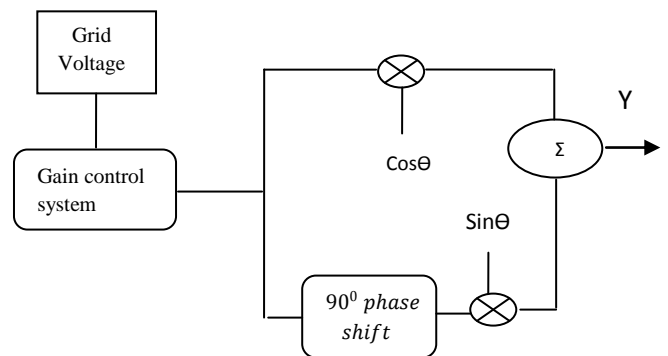 Grid
Voltage
Y
Σ
CosΘ
Gain control
system
SinΘ
90⁰ phase
shift